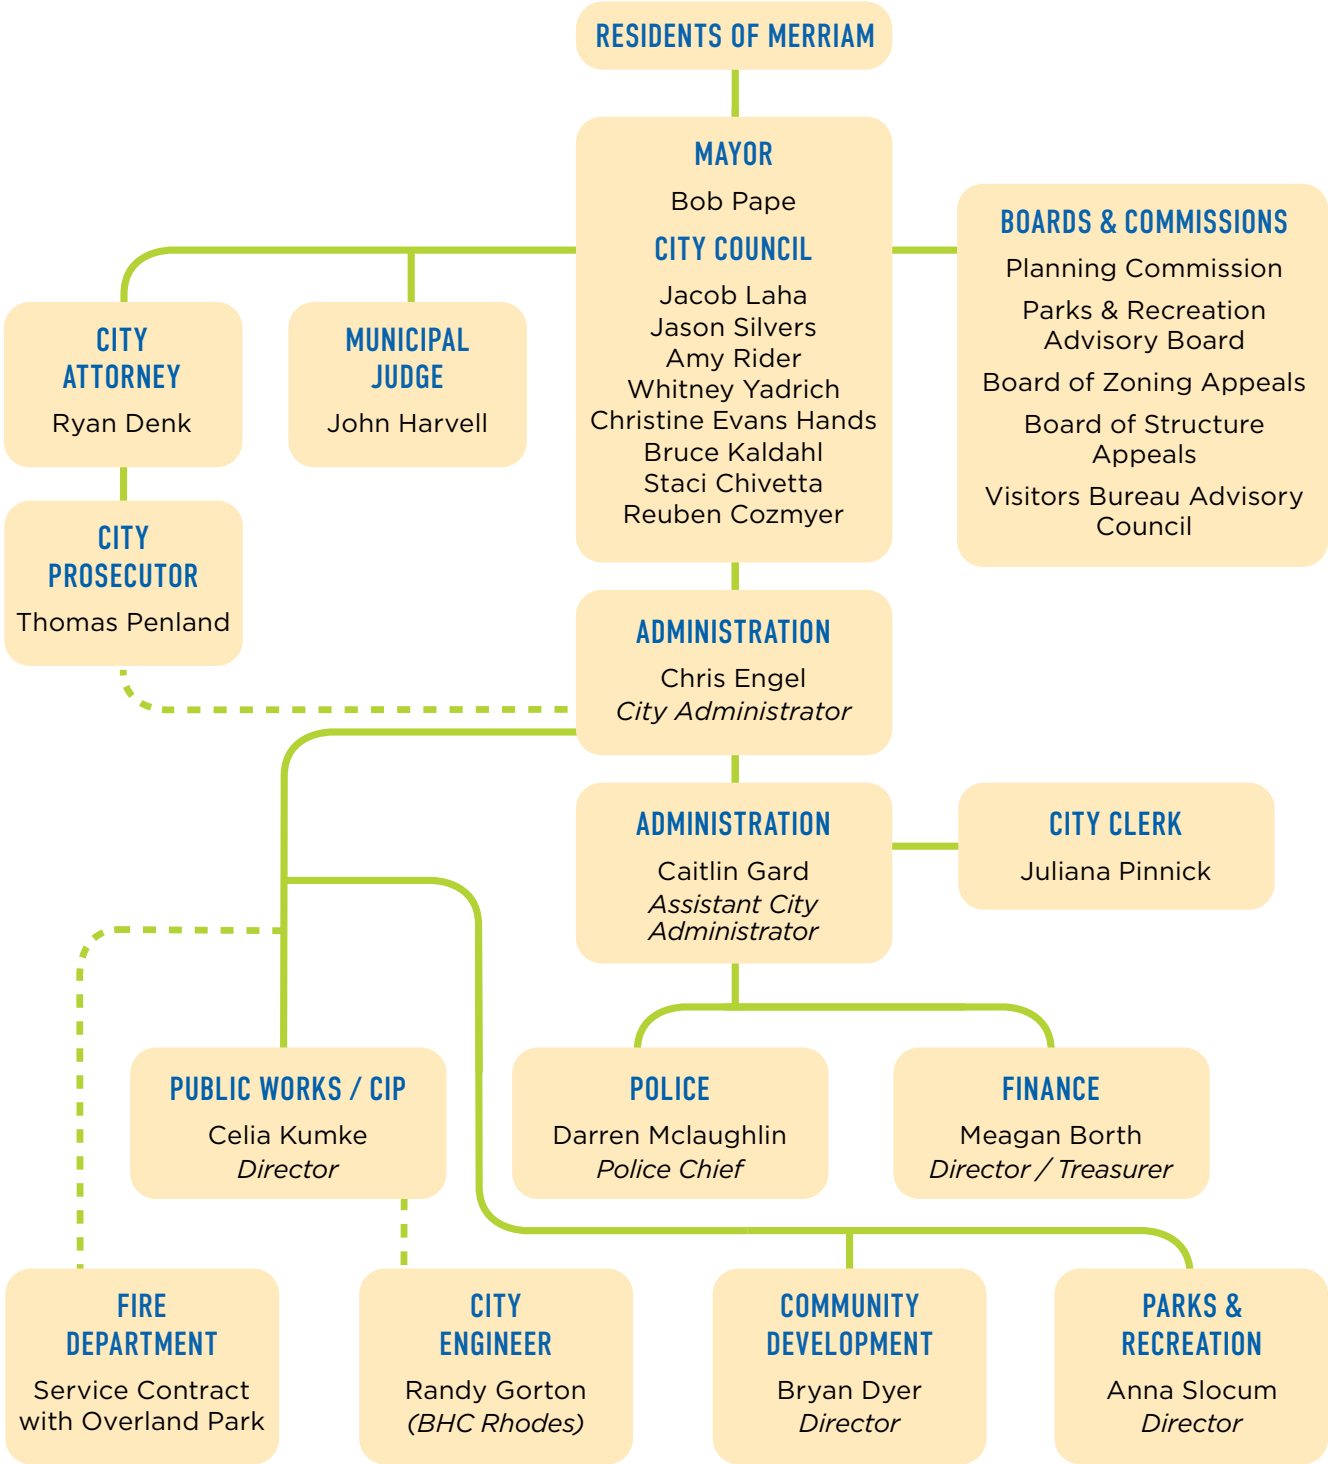 RESIDENTS OF MERRIAM
MAYOR
Bob Pape
CITY COUNCIL
Jacob Laha
Jason Silvers
Amy Rider
Whitney Yadrich
Christine Evans Hands
Bruce Kaldahl
Staci Chivetta
Reuben Cozmyer
BOARDS & COMMISSIONS
Planning Commission
Parks & Recreation
Advisory Board
Board of Zoning Appeals
Board of Structure
Appeals
Visitors Bureau Advisory
Council
CITY
ATTORNEY
Ryan Denk
MUNICIPAL
JUDGE
John Harvell
CITY
PROSECUTOR
Thomas Penland
ADMINISTRATION
Chris Engel
City Administrator
ADMINISTRATION
Caitlin Gard
Assistant City
Administrator
CITY CLERK
Juliana Pinnick
PUBLIC WORKS / CIP
Celia Kumke
Director
POLICE
Darren Mclaughlin
Police Chief
FINANCE
Meagan Borth
Director / Treasurer
FIRE
DEPARTMENT
Service Contract
with Overland Park
CITY
ENGINEER
Randy Gorton
(BHC Rhodes)
COMMUNITY
DEVELOPMENT
Bryan Dyer
Director
PARKS &
RECREATION
Anna Slocum
Director